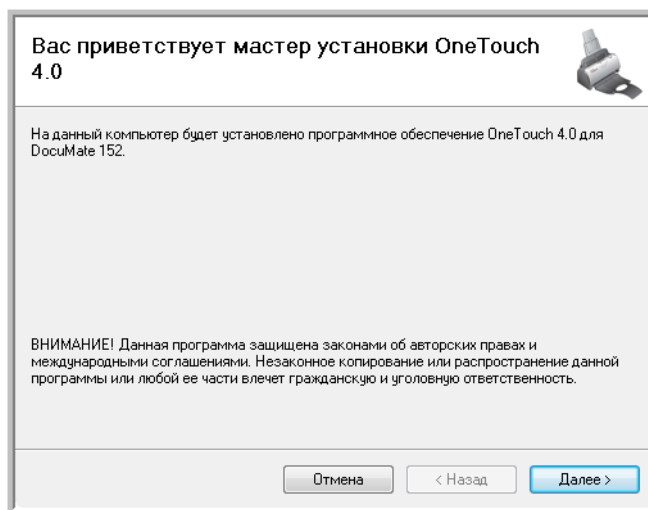 Вас приветствует мастер установки OneTouch
4.0
На данный компьютер будет установлено программное обеспечение OneTouch 4.0 для
DocuMate 152.
ВНИМАНИЕ! Данная программа защищена законами об авторских правах и
международными соглашениями. Незаконное копирование или распространение данной
программы или любой ее части влечет гражданскую и уголовную ответственность.
Отмена < Назад Далее >